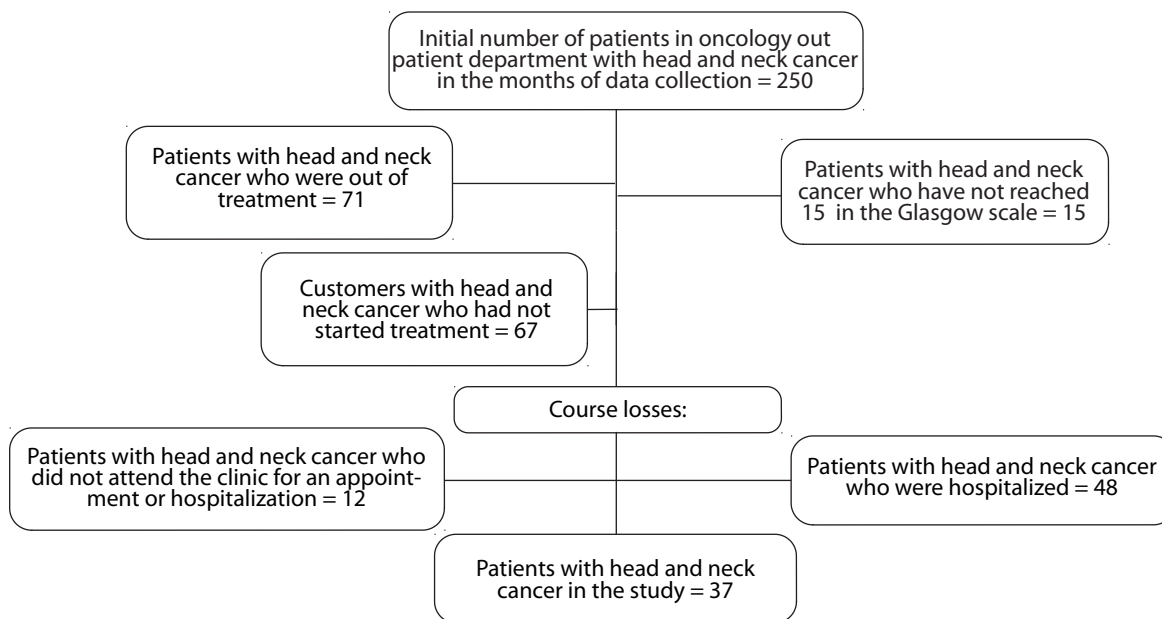 Initial number of patients in oncology out
patient department with head and neck cancer
in the months of data collection = 250
Patients with head and neck
cancer who were out of
treatment = 71
Patients with head and neck
cancer who have not reached
15 in the Glasgow scale = 15
Customers with head and
neck cancer who had not
started treatment = 67
Course losses:
Patients with head and neck cancer who
did not attend the clinic for an appoint-
ment or hospitalization = 12
Patients with head and neck cancer
who were hospitalized = 48
Patients with head and neck
cancer in the study = 37